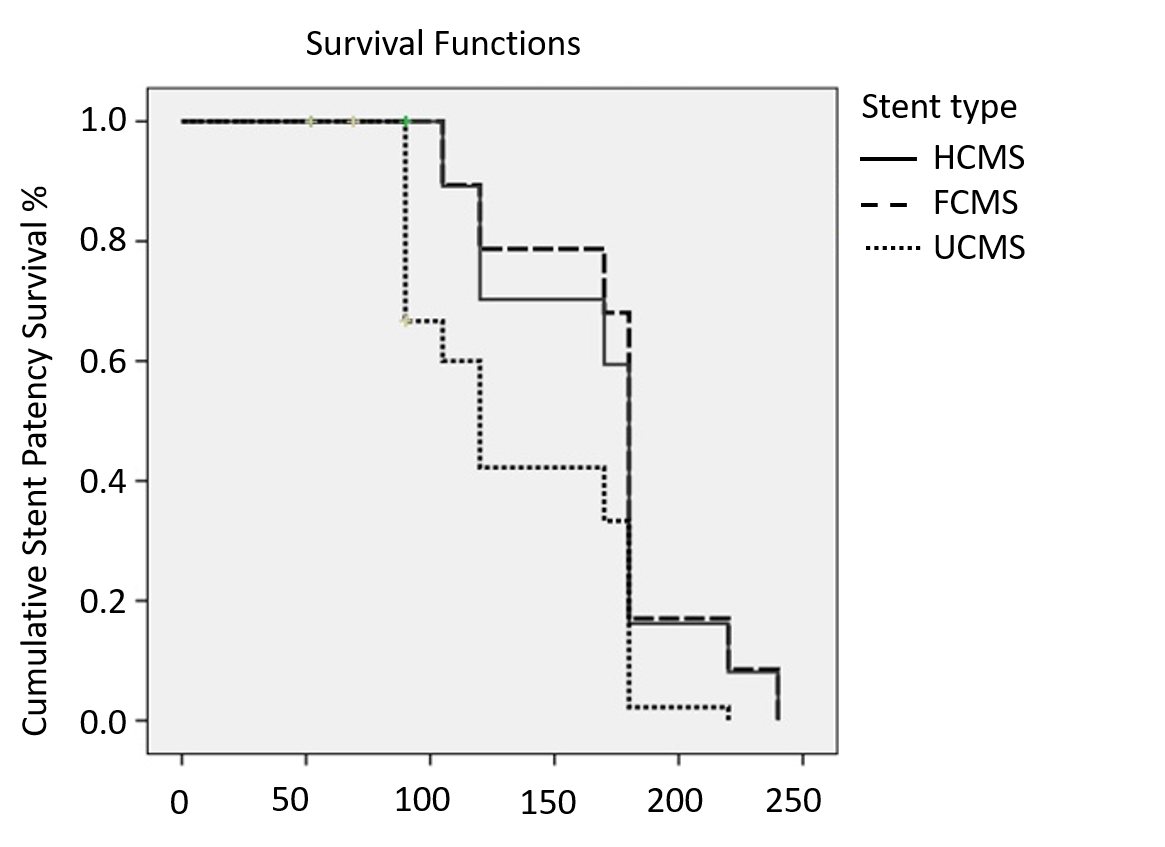 Survival Functions
Stent type
HCMS
FCMS
UCMS
Cumulative Stent Patency Survival %
1.0
0.8
0.6
0.4
0.2
0.0
0 50 100 150 200 250